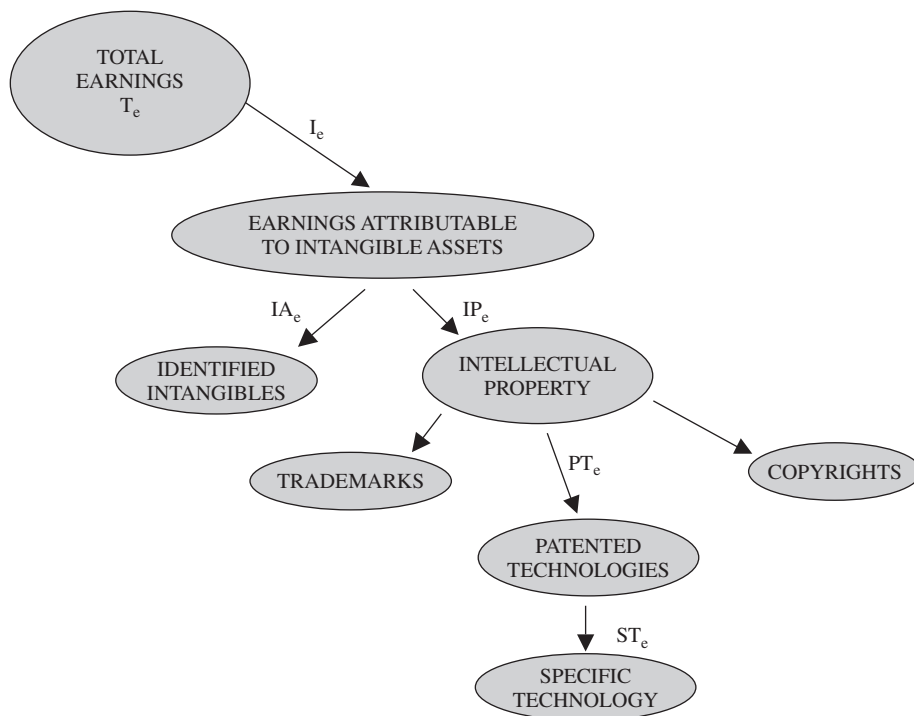 TOTAL
EARNINGS
Tₑ
Iₑ
EARNINGS ATTRIBUTABLE
TO INTANGIBLE ASSETS
IAₑ
IPₑ
IDENTIFIED
INTANGIBLES
INTELLECTUAL
PROPERTY
TRADEMARKS
PTₑ
COPYRIGHTS
PATENTED
TECHNOLOGIES
STₑ
SPECIFIC
TECHNOLOGY